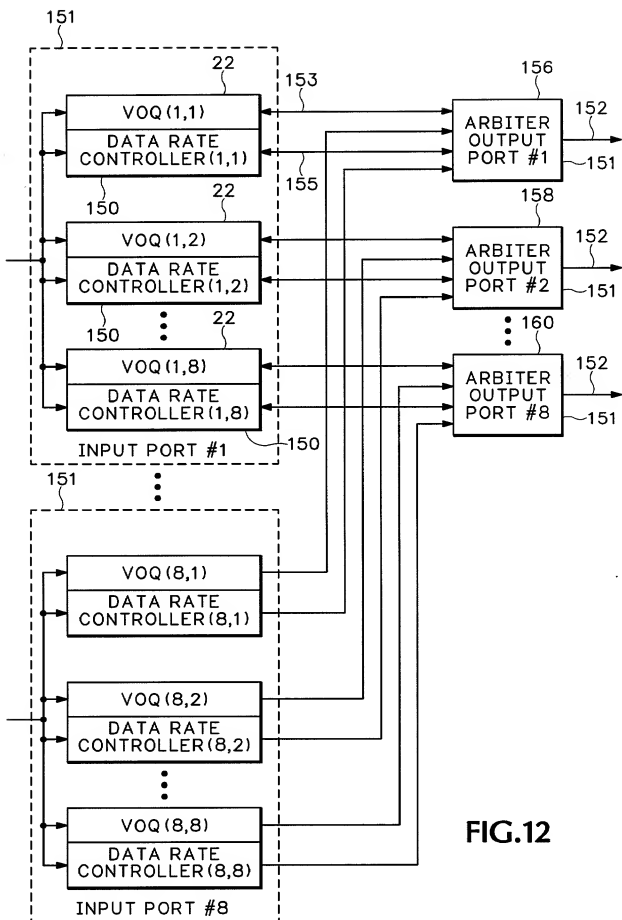 151
22
VOQ(1,1)
DATA RATE
CONTROLLER(1,1)
150
153
155
156
ARBITER
OUTPUT
PORT #1
152
151
22
VOQ(1,2)
DATA RATE
CONTROLLER(1,2)
150
158
ARBITER
OUTPUT
PORT #2
152
151
22
VOQ(1,8)
DATA RATE
CONTROLLER(1,8)
150
INPUT PORT #1
160
ARBITER
OUTPUT
PORT #8
152
151
151
VOQ(8,1)
DATA RATE
CONTROLLER(8,1)
VOQ(8,2)
DATA RATE
CONTROLLER(8,2)
VOQ(8,8)
DATA RATE
CONTROLLER(8,8)
INPUT PORT #8
FIG.12